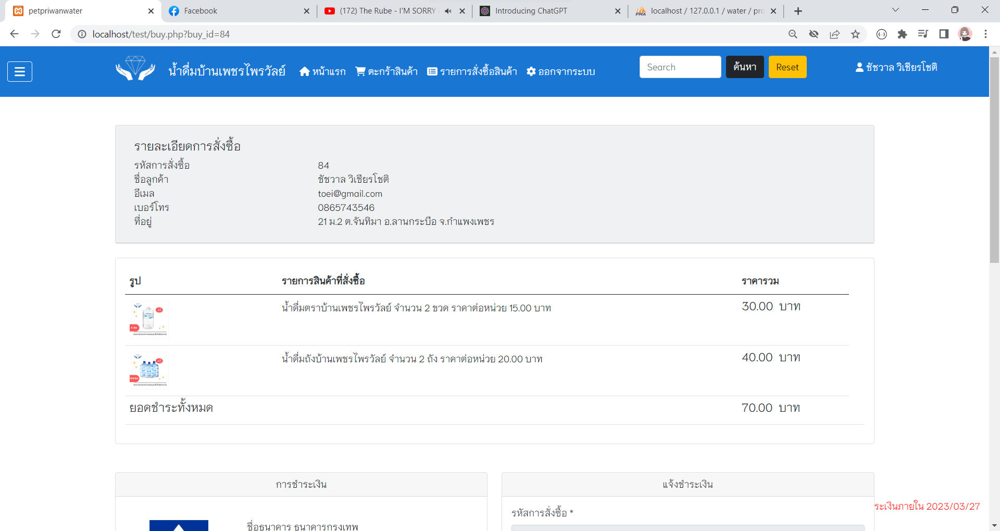 petpriwanwater
Facebook
(172) The Rube - I'M SORRY
Introducing ChatGPT
localhost / 127.0.0.1 / water / pro
localhost/test/buy.php?buy_id=84
น้ำดื่มบ้านเพชรไพรวัลย์
หน้าแรก
ตะกร้าสินค้า
รายการสั่งซื้อสินค้า
ออกจากระบบ
Search
ค้นหา
Reset
ชัชวาล วิเชียรโชติ
รายละเอียดการสั่งซื้อ
รหัสการสั่งซื้อ 84
ชื่อลูกค้า ชัชวาล วิเชียรโชติ
อีเมล toei@gmail.com
เบอร์โทร 0865743546
ที่อยู่ 21 ม.2 ต.จันทิมา อ.ลานกระบือ จ.กำแพงเพชร
รูป รายการสินค้าที่สั่งซื้อ ราคารวม
น้ำดื่มตราบ้านเพชรไพรวัลย์ จำนวน 2 ขวด ราคาต่อหน่วย 15.00 บาท 30.00 บาท
น้ำดื่มถังบ้านเพชรไพรวัลย์ จำนวน 2 ถัง ราคาต่อหน่วย 20.00 บาท 40.00 บาท
ยอดชำระทั้งหมด 70.00 บาท
การชำระเงิน
แจ้งชำระเงิน
ระเงินภายใน 2023/03/27
รหัสการสั่งซื้อ *
ชื่อธนาคาร ธนาคารกรุงเทพ